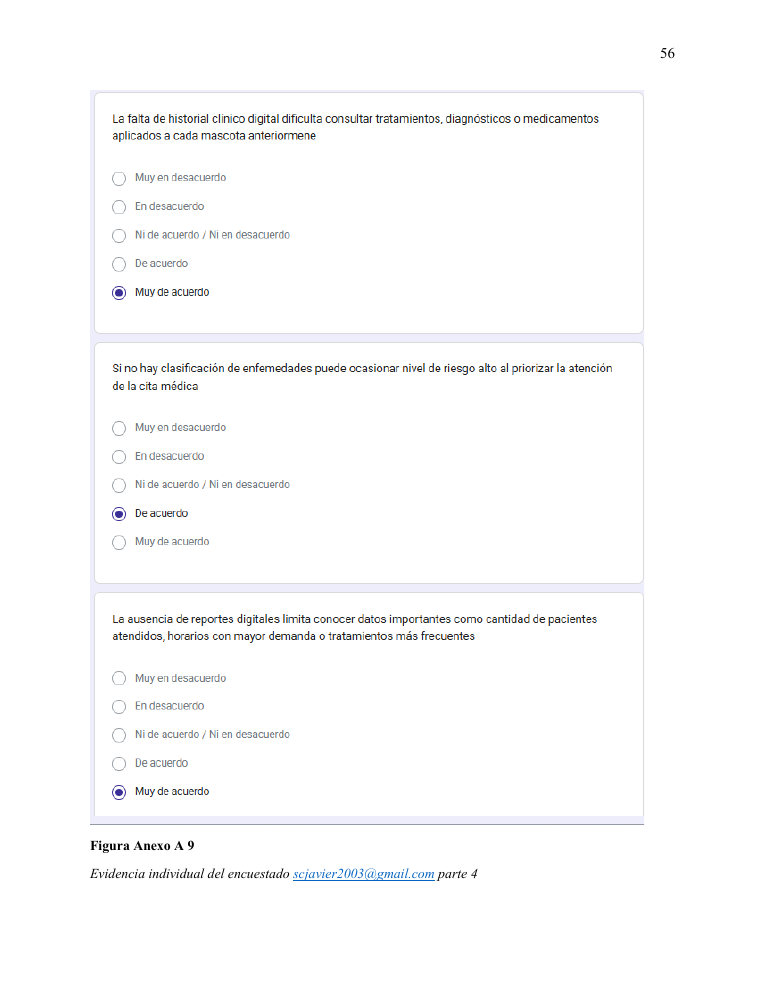 56
La falta de historial clínico digital dificulta consultar tratamientos, diagnósticos o medicamentos
aplicados a cada mascota anteriormene
Muy en desacuerdo
En desacuerdo
Ni de acuerdo / Ni en desacuerdo
De acuerdo
Muy de acuerdo
Si no hay clasificación de enfemedades puede ocasionar nivel de riesgo alto al priorizar la atención
de la cita médica
Muy en desacuerdo
En desacuerdo
Ni de acuerdo / Ni en desacuerdo
De acuerdo
Muy de acuerdo
La ausencia de reportes digitales limita conocer datos importantes como cantidad de pacientes
atendidos, horarios con mayor demanda o tratamientos más frecuentes
Muy en desacuerdo
En desacuerdo
Ni de acuerdo / Ni en desacuerdo
De acuerdo
Muy de acuerdo
Figura Anexo A 9
Evidencia individual del encuestado scjavier2003@gmail.com parte 4